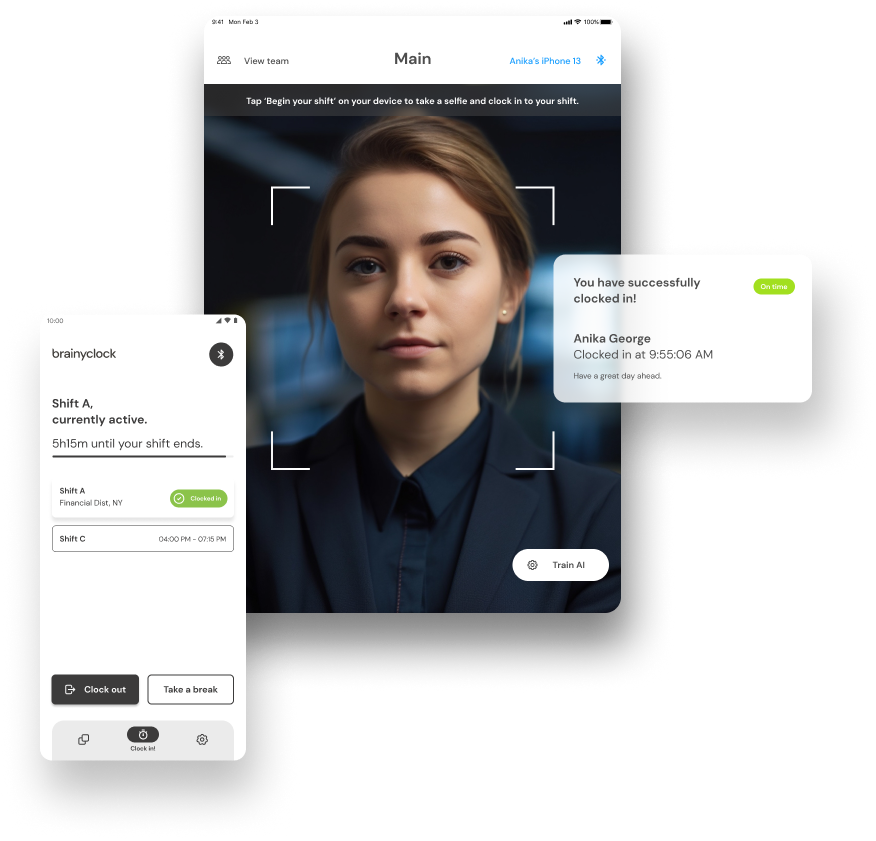 9:41 Mon Feb 3
100%
View team
Main
Anika's iPhone 13
Tap 'Begin your shift' on your device to take a selfie and clock in to your shift.
You have successfully
clocked in!
On time
Anika George
Clocked in at 9:55:06 AM
Have a great day ahead.
Train AI
10:00
brainyclock
Shift A,
currently active.
5h15m until your shift ends.
Shift A
Financial Dist, NY
Clocked in
Shift C
04:00 PM - 07:15 PM
Clock out
Take a break
Clock in!